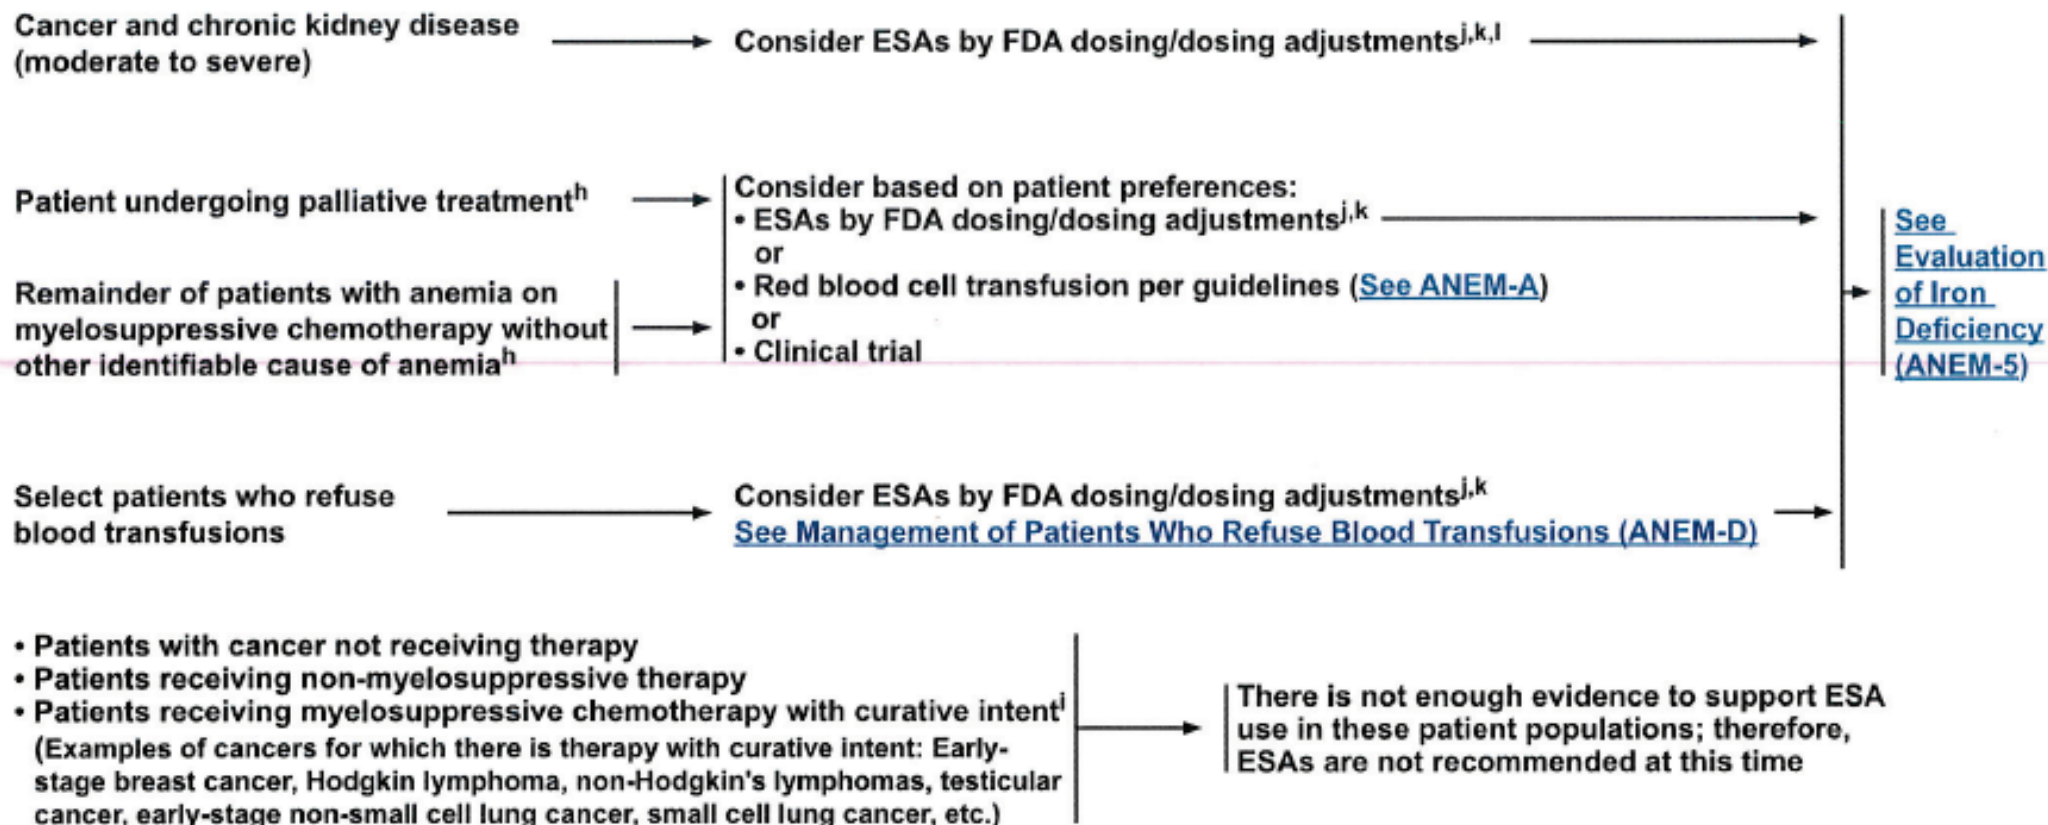 Cancer and chronic kidney disease
(moderate to severe)
Consider ESAs by FDA dosing/dosing adjustmentsj,k,l
Patient undergoing palliative treatmenth
Remainder of patients with anemia on
myelosuppressive chemotherapy without
other identifiable cause of anemiah
Consider based on patient preferences:
• ESAs by FDA dosing/dosing adjustmentsj,k
or
• Red blood cell transfusion per guidelines (See ANEM-A)
or
• Clinical trial
See
Evaluation
of Iron
Deficiency
(ANEM-5)
Select patients who refuse
blood transfusions
Consider ESAs by FDA dosing/dosing adjustmentsj,k
See Management of Patients Who Refuse Blood Transfusions (ANEM-D)
• Patients with cancer not receiving therapy
• Patients receiving non-myelosuppressive therapy
• Patients receiving myelosuppressive chemotherapy with curative intenti
(Examples of cancers for which there is therapy with curative intent: Early-
stage breast cancer, Hodgkin lymphoma, non-Hodgkin's lymphomas, testicular
cancer, early-stage non-small cell lung cancer, small cell lung cancer, etc.)
There is not enough evidence to support ESA
use in these patient populations; therefore,
ESAs are not recommended at this time